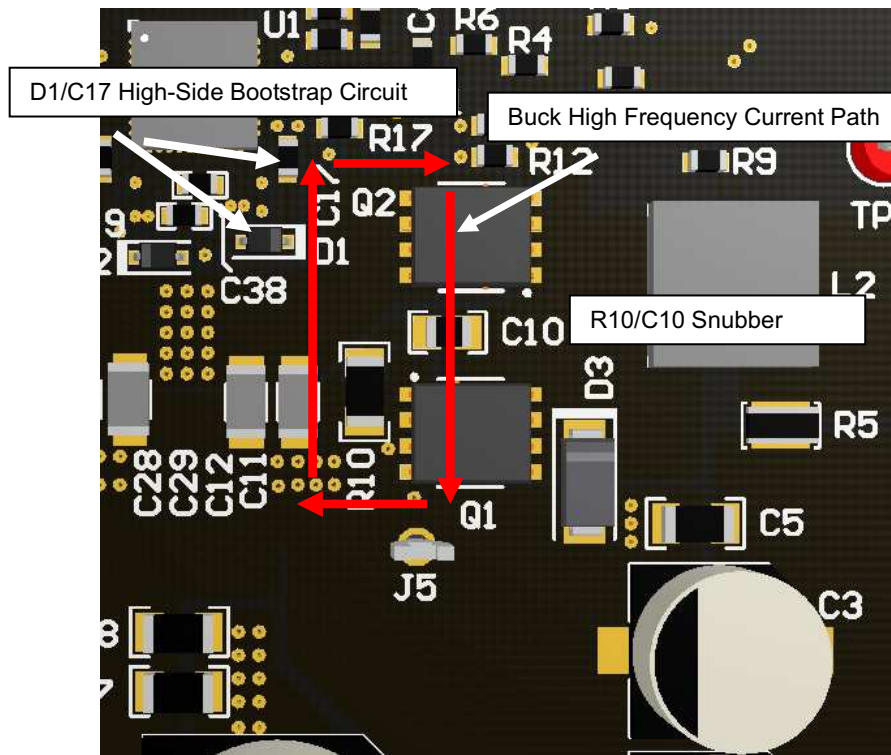 U1
R6
R4
D1/C17 High-Side Bootstrap Circuit
Buck High Frequency Current Path
R17
R12
R9
C17
Q2
TP
9
2
D1
C38
L2
R10/C10 Snubber
C10
D3
R5
C28
C29
C12
C11
R10
Q1
C5
J5
C3
8